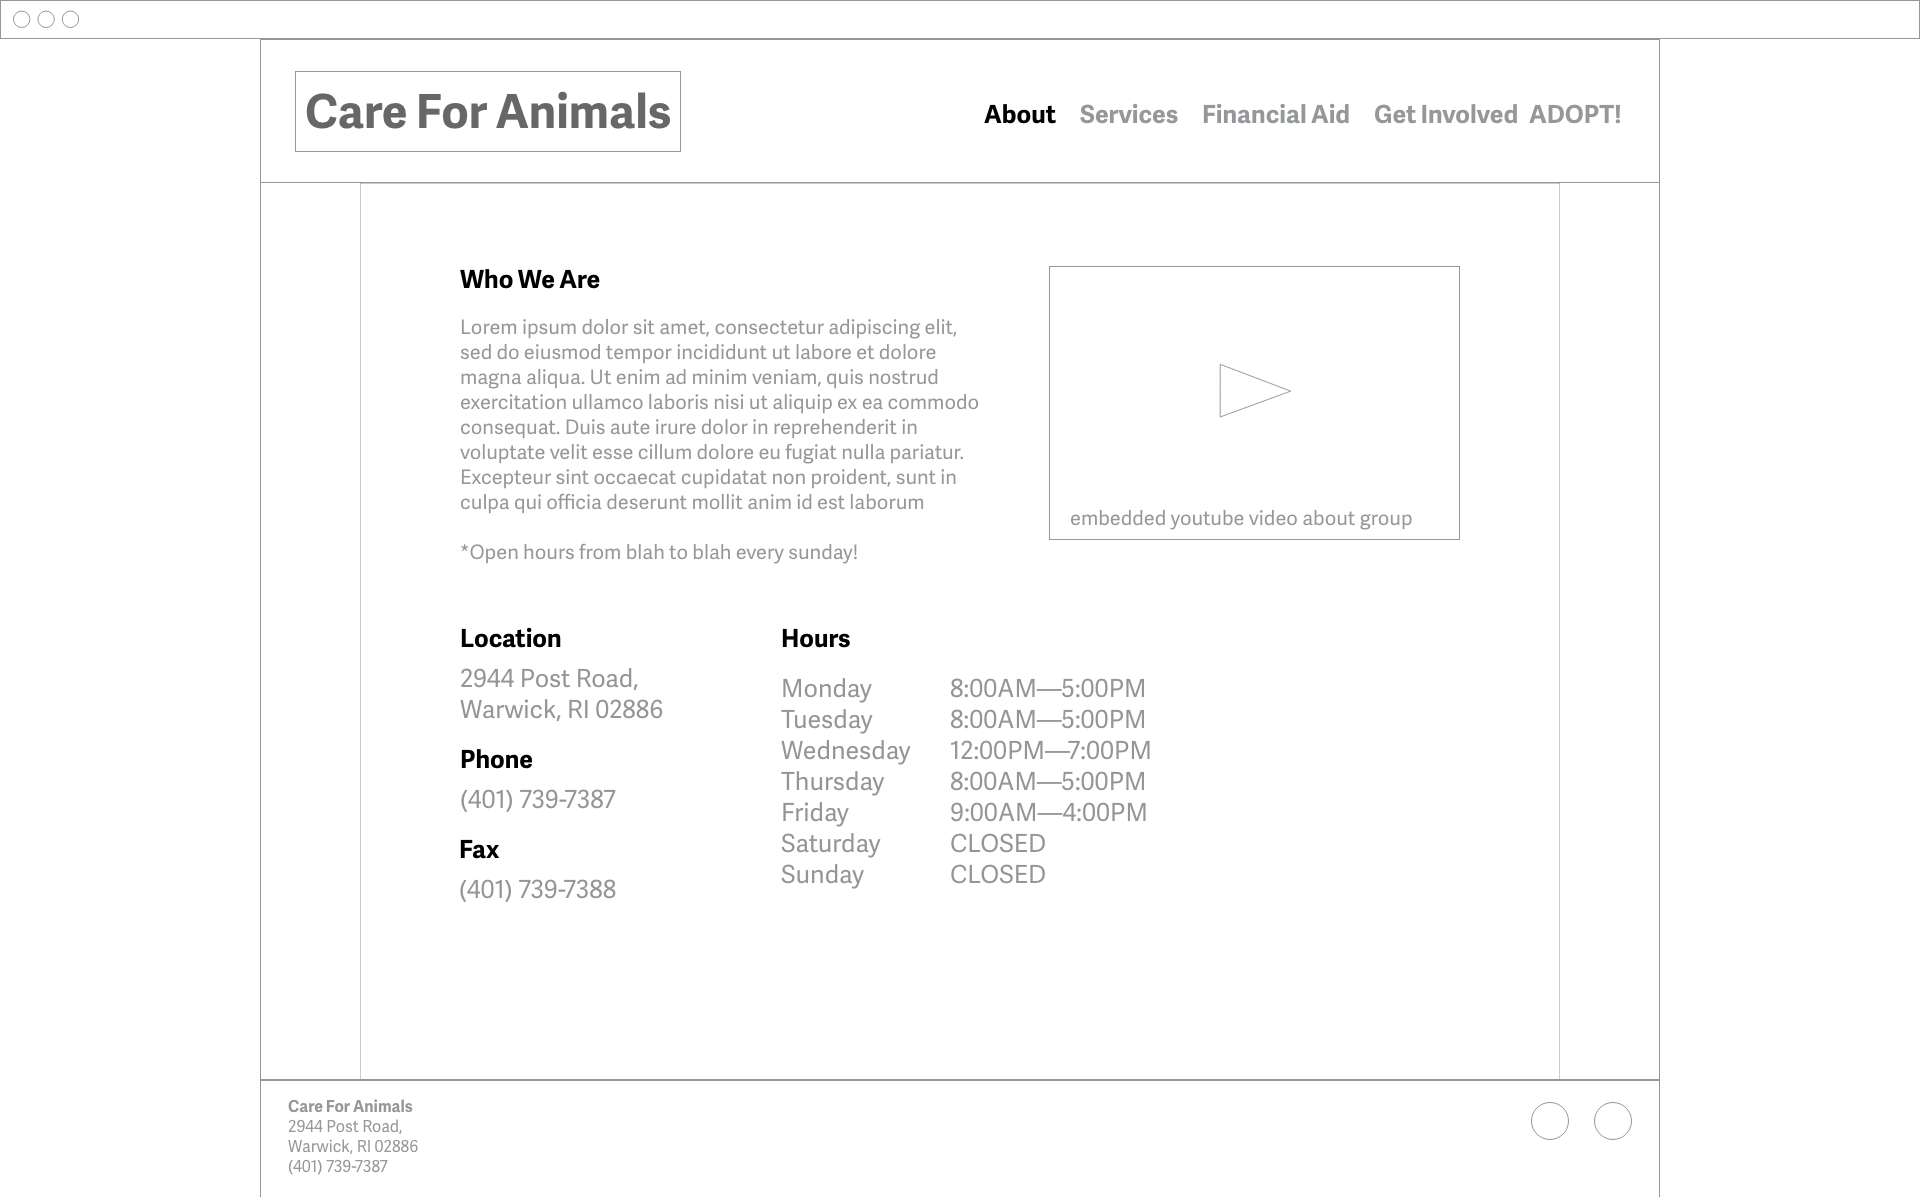 Care For Animals
About Services Financial Aid Get Involved ADOPT!
Who We Are
Lorem ipsum dolor sit amet, consectetur adipiscing elit,
sed do eiusmod tempor incididunt ut labore et dolore
magna aliqua. Ut enim ad minim veniam, quis nostrud
exercitation ullamco laboris nisi ut aliquip ex ea commodo
consequat. Duis aute irure dolor in reprehenderit in
voluptate velit esse cillum dolore eu fugiat nulla pariatur.
Excepteur sint occaecat cupidatat non proident, sunt in
culpa qui officia deserunt mollit anim id est laborum
*Open hours from blah to blah every sunday!
embedded youtube video about group
Location
2944 Post Road,
Warwick, RI 02886
Phone
(401) 739-7387
Fax
(401) 739-7388
Hours
Monday 8:00AM—5:00PM
Tuesday 8:00AM—5:00PM
Wednesday 12:00PM—7:00PM
Thursday 8:00AM—5:00PM
Friday 9:00AM—4:00PM
Saturday CLOSED
Sunday CLOSED
Care For Animals
2944 Post Road,
Warwick, RI 02886
(401) 739-7387